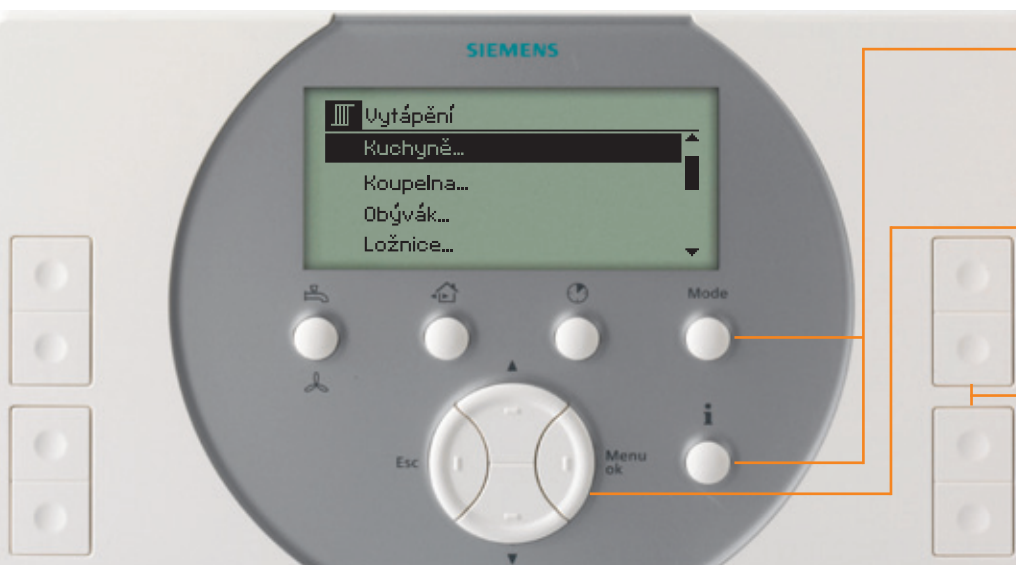 SIEMENS
Vytápění
Kuchyně...
Koupelna...
Obývák...
Ložnice...
Mode
i
Esc
Menu
ok